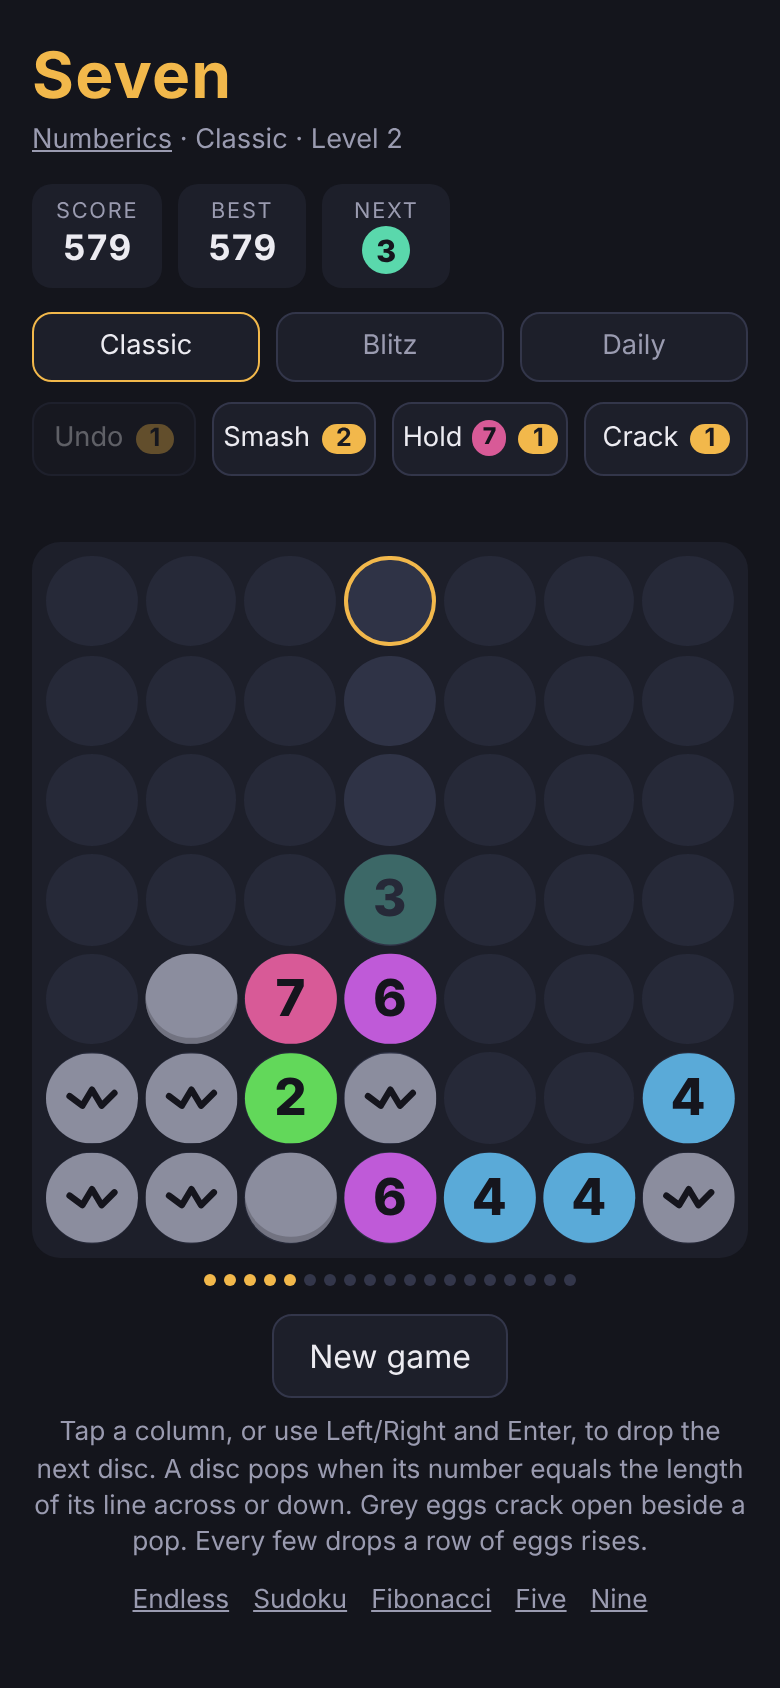 Seven
Numberics · Classic · Level 2
SCORE BEST NEXT
579 579 3
Classic Blitz Daily
Undo 1 Smash 2 Hold 7 1 Crack 1
3
7 6
2 4
6 4 4
New game
Tap a column, or use Left/Right and Enter, to drop the
next disc. A disc pops when its number equals the length
of its line across or down. Grey eggs crack open beside a
pop. Every few drops a row of eggs rises.
Endless Sudoku Fibonacci Five Nine